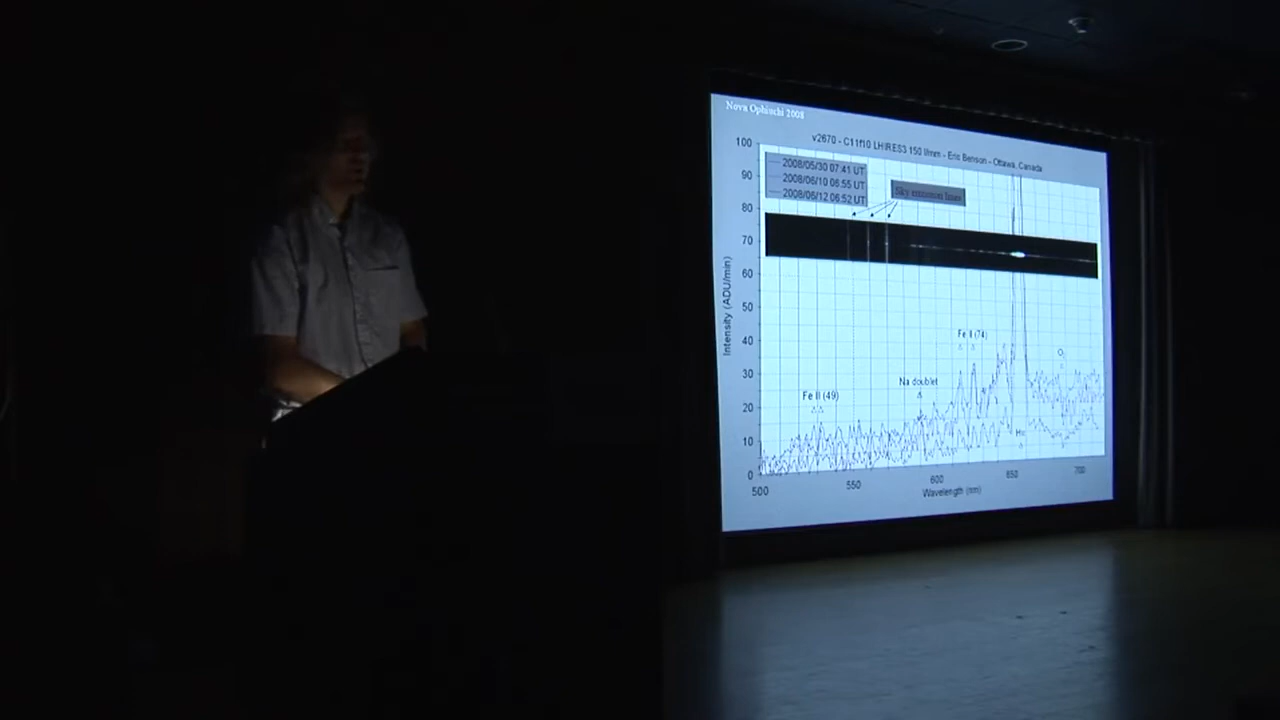 Nova Ophiuchi 2008
v2670 - C11f10 LHIRES3 150 l/mm - Eric Benson - Ottawa, Canada
2008/05/30 07:41 UT
2008/06/10 06:55 UT
2008/06/12 06:52 UT
Sky emission lines
Intensity (ADU/min)
100
90
80
70
60
50
40
30
20
10
0
Fe II (74)
O
Na doublet
Fe II (49)
Hα
500
550
600
650
700
Wavelength (nm)